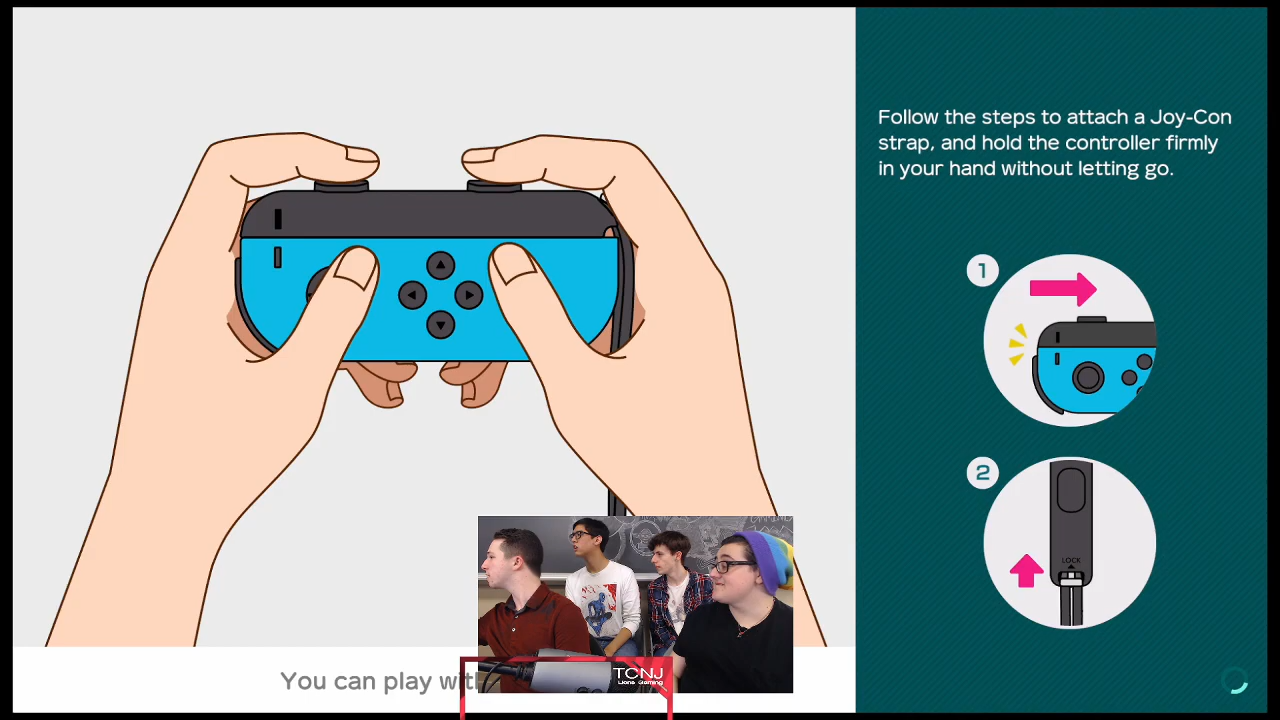 Follow the steps to attach a Joy-Con
strap, and hold the controller firmly
in your hand without letting go.
1
2
LOCK
You can play with
TCNJ
Lions Gaming